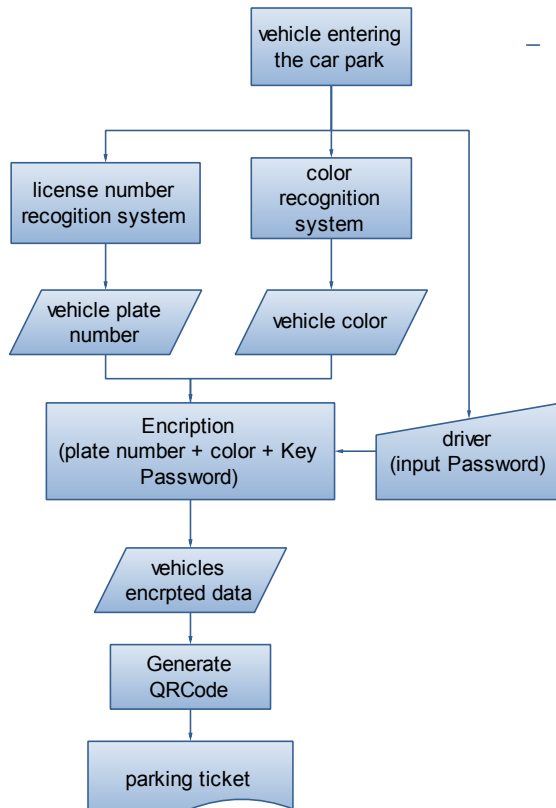 vehicle entering
the car park
license number
recogition system
color
recognition
system
vehicle plate
number
vehicle color
Encription
(plate number + color + Key
Password)
driver
(input Password)
vehicles
encrpted data
Generate
QRCode
parking ticket